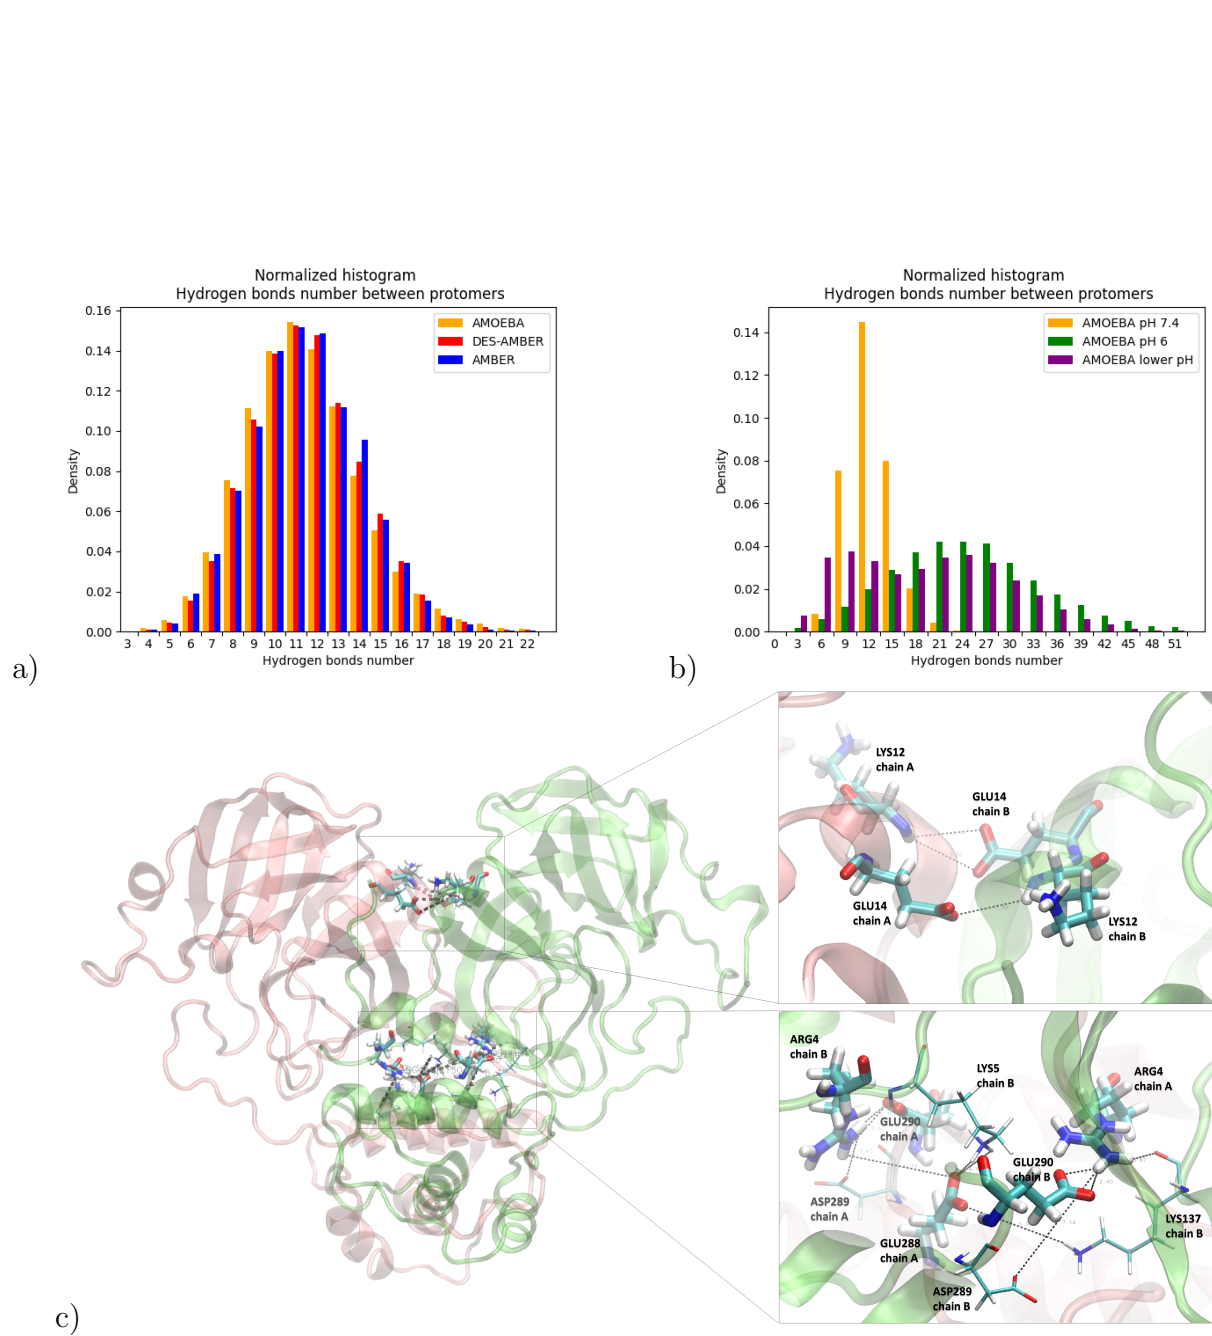 Normalized histogram
Hydrogen bonds number between protomers
0.16
0.14
0.12
0.10
0.08
0.06
0.04
0.02
0.00
Density
AMOEBA
DES-AMBER
AMBER
3 4 5 6 7 8 9 10 11 12 13 14 15 16 17 18 19 20 21 22
Hydrogen bonds number
a)
Normalized histogram
Hydrogen bonds number between protomers
0.14
0.12
0.10
0.08
0.06
0.04
0.02
0.00
Density
AMOEBA pH 7.4
AMOEBA pH 6
AMOEBA lower pH
0 3 6 9 12 15 18 21 24 27 30 33 36 39 42 45 48 51
Hydrogen bonds number
b)
LYS12
chain A
GLU14
chain B
GLU14
chain A
LYS12
chain B
ARG4
chain B
LYS5
chain B
ARG4
chain A
GLU290
chain A
GLU290
chain B
ASP289
chain A
LYS137
chain B
GLU288
chain A
ASP289
chain B
c)